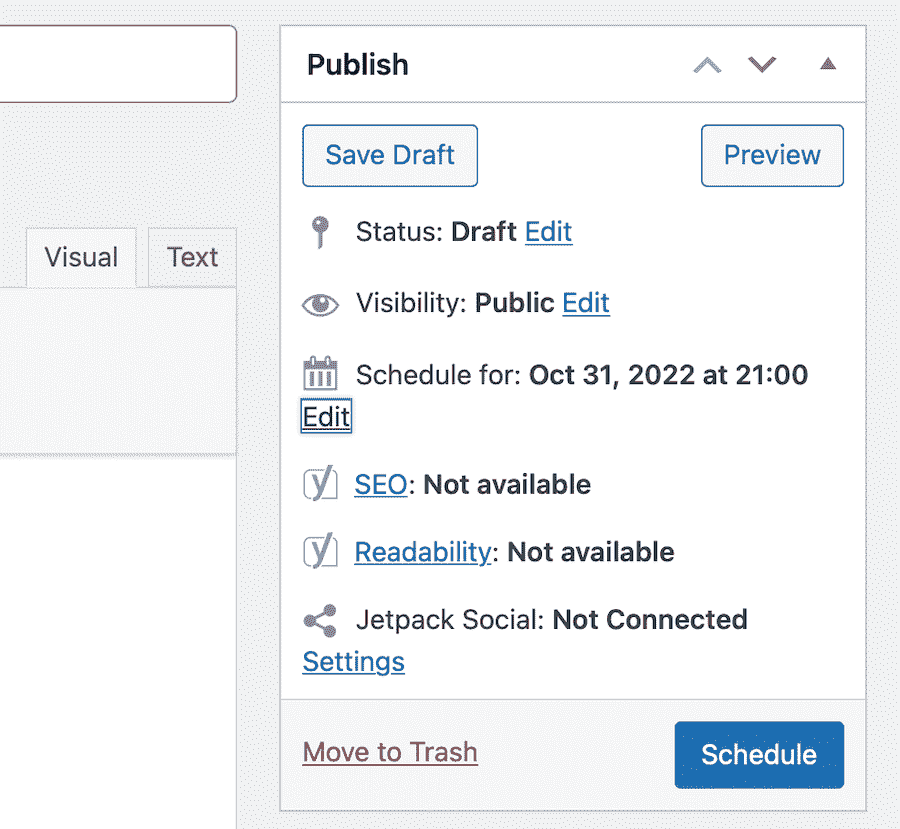 Publish
Save Draft
Preview
Status: Draft Edit
Visual
Text
Visibility: Public Edit
Schedule for: Oct 31, 2022 at 21:00
Edit
SEO: Not available
Readability: Not available
Jetpack Social: Not Connected
Settings
Move to Trash
Schedule